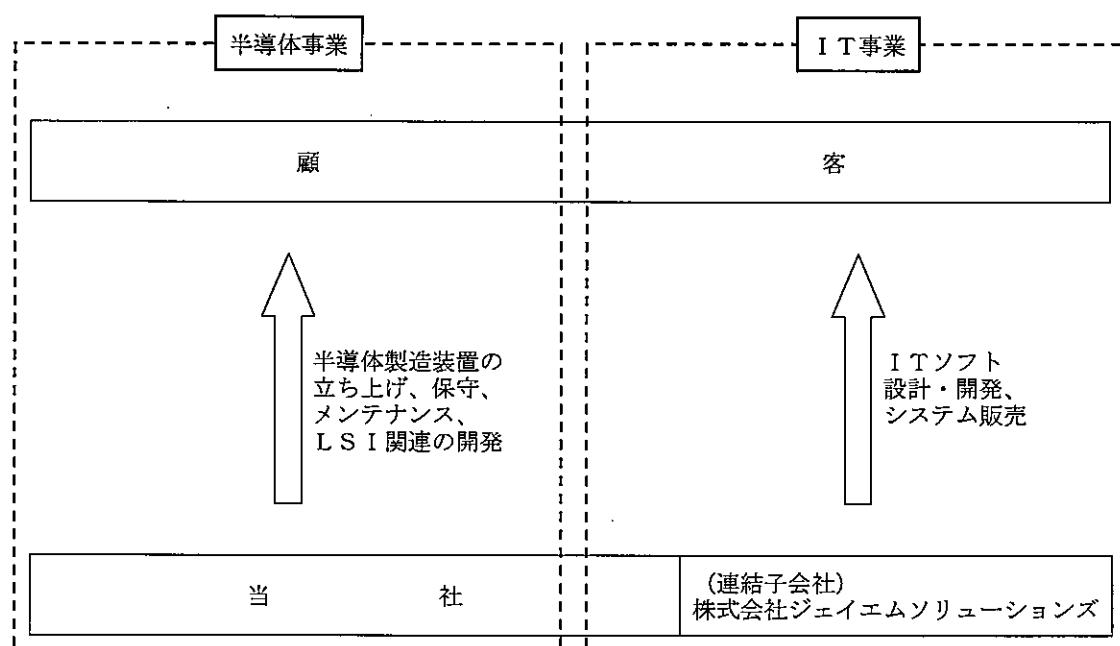 半導体事業
ＩＴ事業
顧　客
半導体製造装置の
立ち上げ、保守、
メンテナンス、
ＬＳＩ関連の開発
ＩＴソフト
設計・開発、
システム販売
当　社
(連結子会社)
株式会社ジェイエムソリューションズ